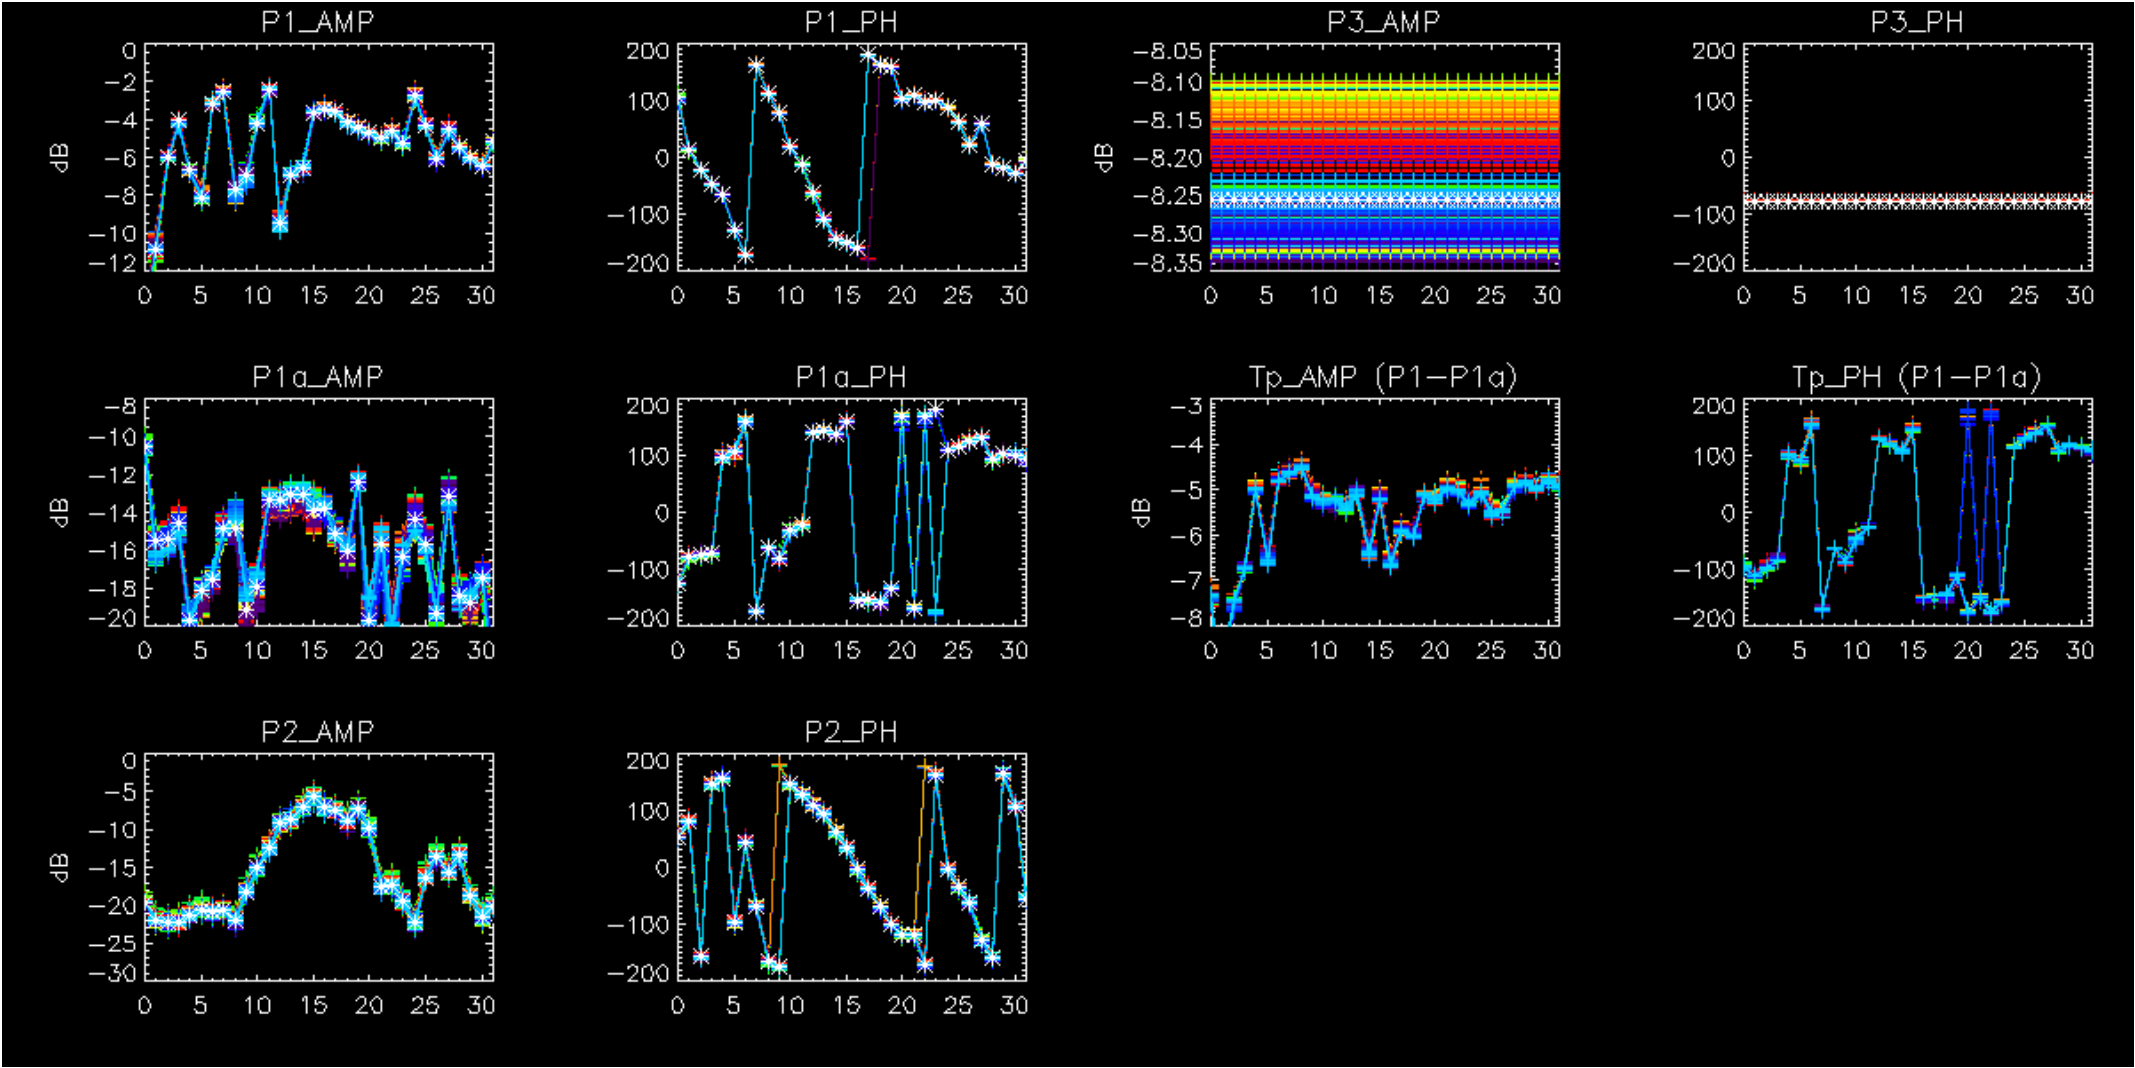 P1_AMP
dB
0
−2
−4
−6
−8
−10
−12
0 5 10 15 20 25 30
P1_PH
200
100
0
−100
−200
0 5 10 15 20 25 30
P3_AMP
dB
−8.05
−8.10
−8.15
−8.20
−8.25
−8.30
−8.35
0 5 10 15 20 25 30
P3_PH
200
100
0
−100
−200
0 5 10 15 20 25 30
P1a_AMP
dB
−8
−10
−12
−14
−16
−18
−20
0 5 10 15 20 25 30
P1a_PH
200
100
0
−100
−200
0 5 10 15 20 25 30
Tp_AMP (P1−P1a)
dB
−3
−4
−5
−6
−7
−8
0 5 10 15 20 25 30
Tp_PH (P1−P1a)
200
100
0
−100
−200
0 5 10 15 20 25 30
P2_AMP
dB
0
−5
−10
−15
−20
−25
−30
0 5 10 15 20 25 30
P2_PH
200
100
0
−100
−200
0 5 10 15 20 25 30